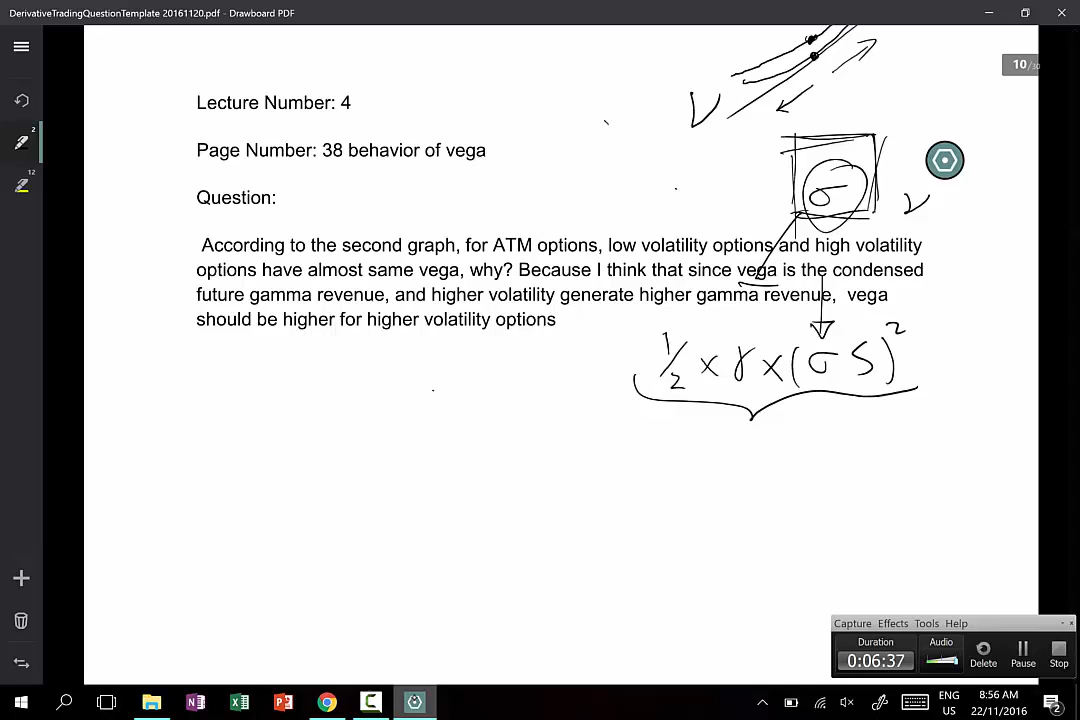 DerivativeTradingQuestionTemplate 20161120.pdf - Drawboard PDF
10/30
2
12
Lecture Number: 4
ν
Page Number: 38 behavior of vega
σ
ν
Question:
According to the second graph, for ATM options, low volatility options and high volatility
options have almost same vega, why? Because I think that since vega is the condensed
future gamma revenue, and higher volatility generate higher gamma revenue,  vega
should be higher for higher volatility options
1/2 × γ × (σ S)²
Capture Effects Tools Help
Duration
Audio
0:06:37
Delete
Pause
Stop
ENG
US
8:56 AM
22/11/2016
2